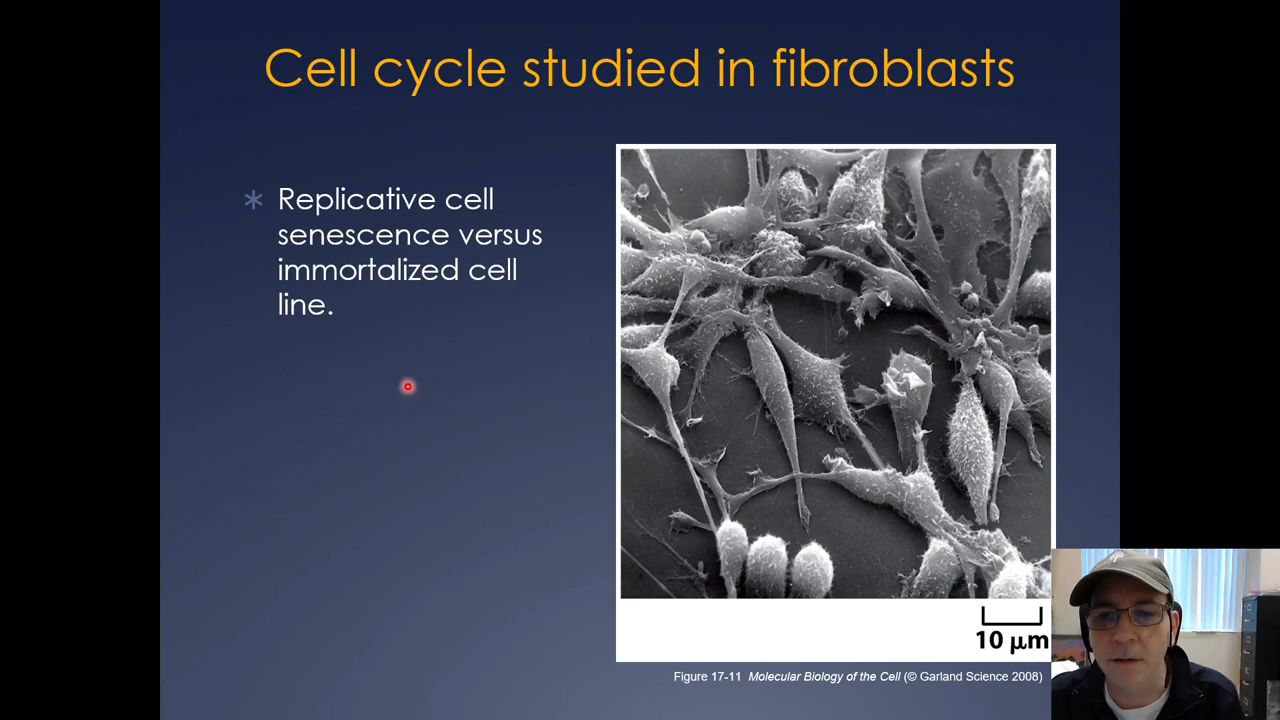 Cell cycle studied in fibroblasts
Replicative cell
senescence versus
immortalized cell
line.
10 μm
Figure 17-11 Molecular Biology of the Cell (© Garland Science 2008)